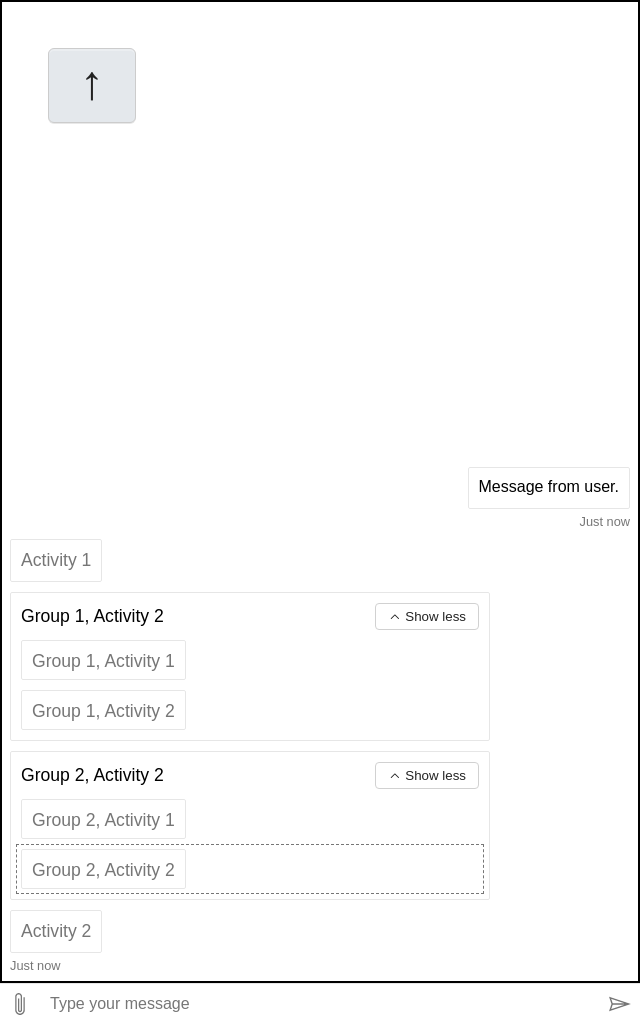 ↑
Message from user.
Just now
Activity 1
Group 1, Activity 2
Show less
Group 1, Activity 1
Group 1, Activity 2
Group 2, Activity 2
Show less
Group 2, Activity 1
Group 2, Activity 2
Activity 2
Just now
Type your message